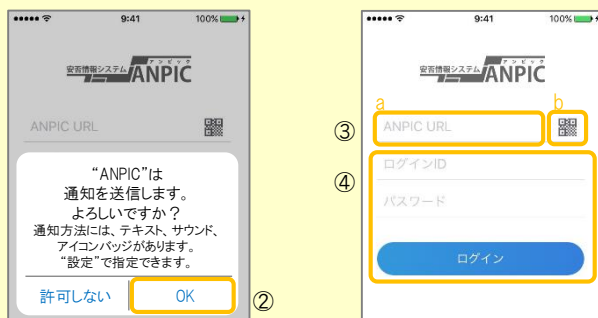 9:41
100%
安否情報システム
アンピック
ANPIC
ANPIC URL
“ANPIC”は
通知を送信します。
よろしいですか？
通知方法には、テキスト、サウンド、
アイコンバッジがあります。
“設定”で指定できます。
許可しない
OK
②
9:41
100%
安否情報システム
アンピック
ANPIC
a
b
③
ANPIC URL
④
ログインID
パスワード
ログイン